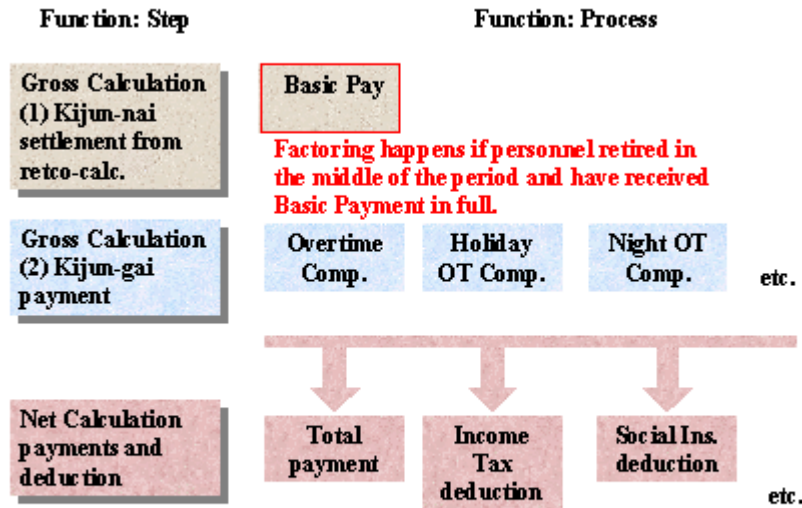 Function: Step
Function: Process
Gross Calculation
(1) Kijun-nai
settlement from
retco-calc.
Basic Pay
Factoring happens if personnel retired in
the middle of the period and have received
Basic Payment in full.
Gross Calculation
(2) Kijun-gai
payment
Overtime
Comp.
Holiday
OT Comp.
Night OT
Comp.
etc.
Net Calculation
payments and
deduction
Total
payment
Income
Tax
deduction
Social Ins.
deduction
etc.